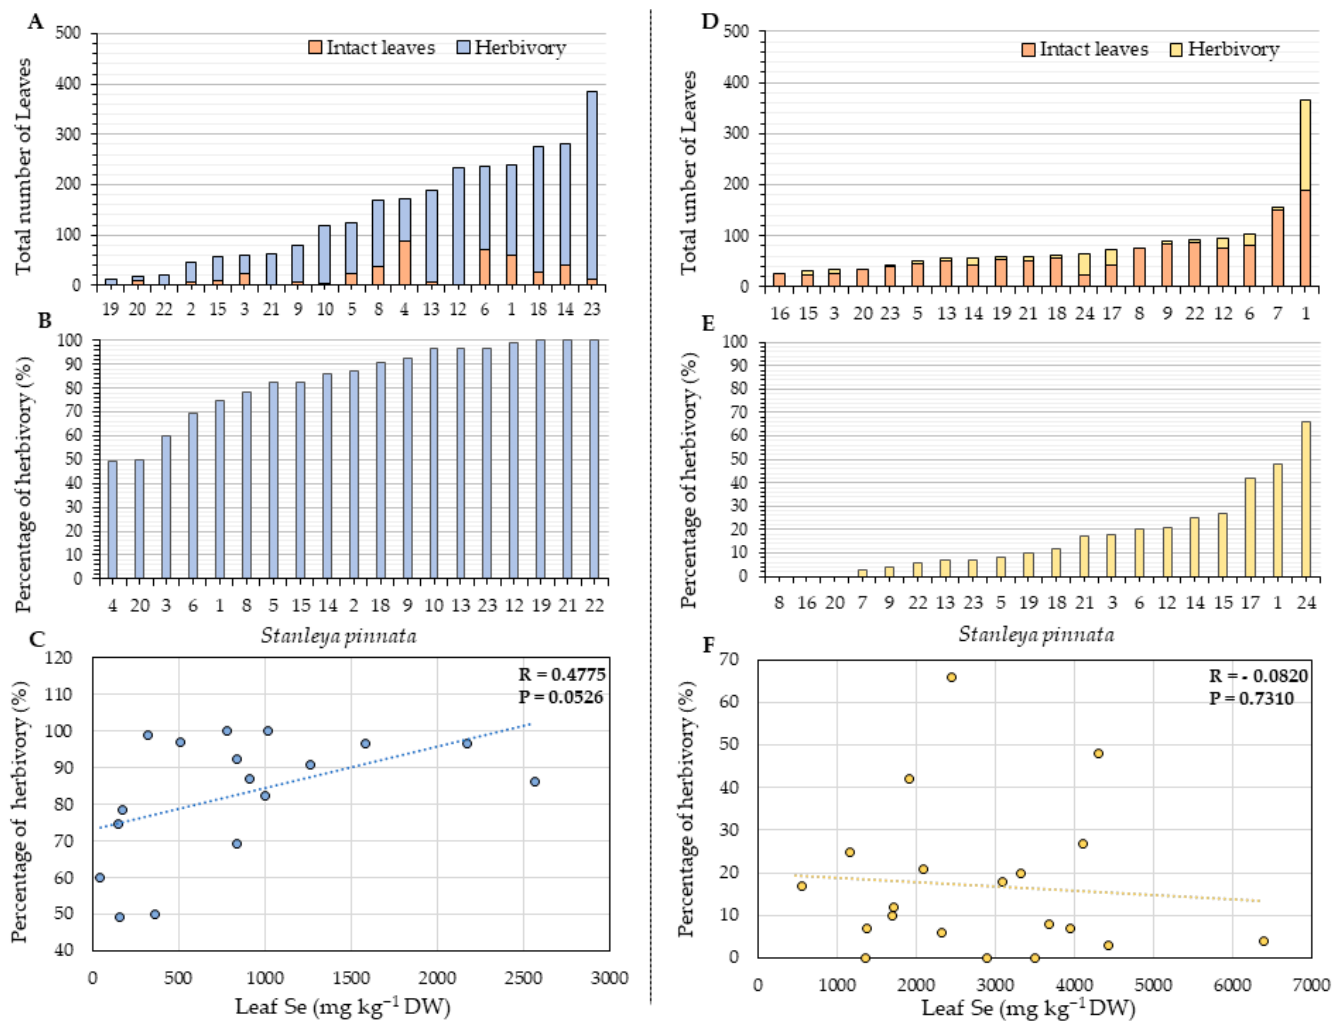 A
500
400
300
200
100
0
Total number of Leaves
Intact leaves Herbivory
19 20 22 2 15 3 21 9 10 5 8 4 13 12 6 1 18 14 23
B
100
90
80
70
60
50
40
30
20
10
0
Percentage of herbivory (%)
4 20 3 6 1 8 5 15 14 2 18 9 10 13 23 12 19 21 22
Stanleya pinnata
C
120
110
100
90
80
70
60
50
40
Percentage of herbivory (%)
R = 0.4775
P = 0.0526
0 500 1000 1500 2000 2500 3000
Leaf Se (mg kg⁻¹ DW)
D
500
400
300
200
100
0
Total umber of Leaves
Intact leaves Herbivory
16 15 3 20 23 5 13 14 19 21 18 24 17 8 9 22 12 6 7 1
E
100
90
80
70
60
50
40
30
20
10
0
Percentage of herbivory (%)
8 16 20 7 9 22 13 23 5 19 18 21 3 6 12 14 15 17 1 24
Stanleya pinnata
F
70
60
50
40
30
20
10
0
Percentage of herbivory (%)
R = - 0.0820
P = 0.7310
0 1000 2000 3000 4000 5000 6000 7000
Leaf Se (mg kg⁻¹ DW)